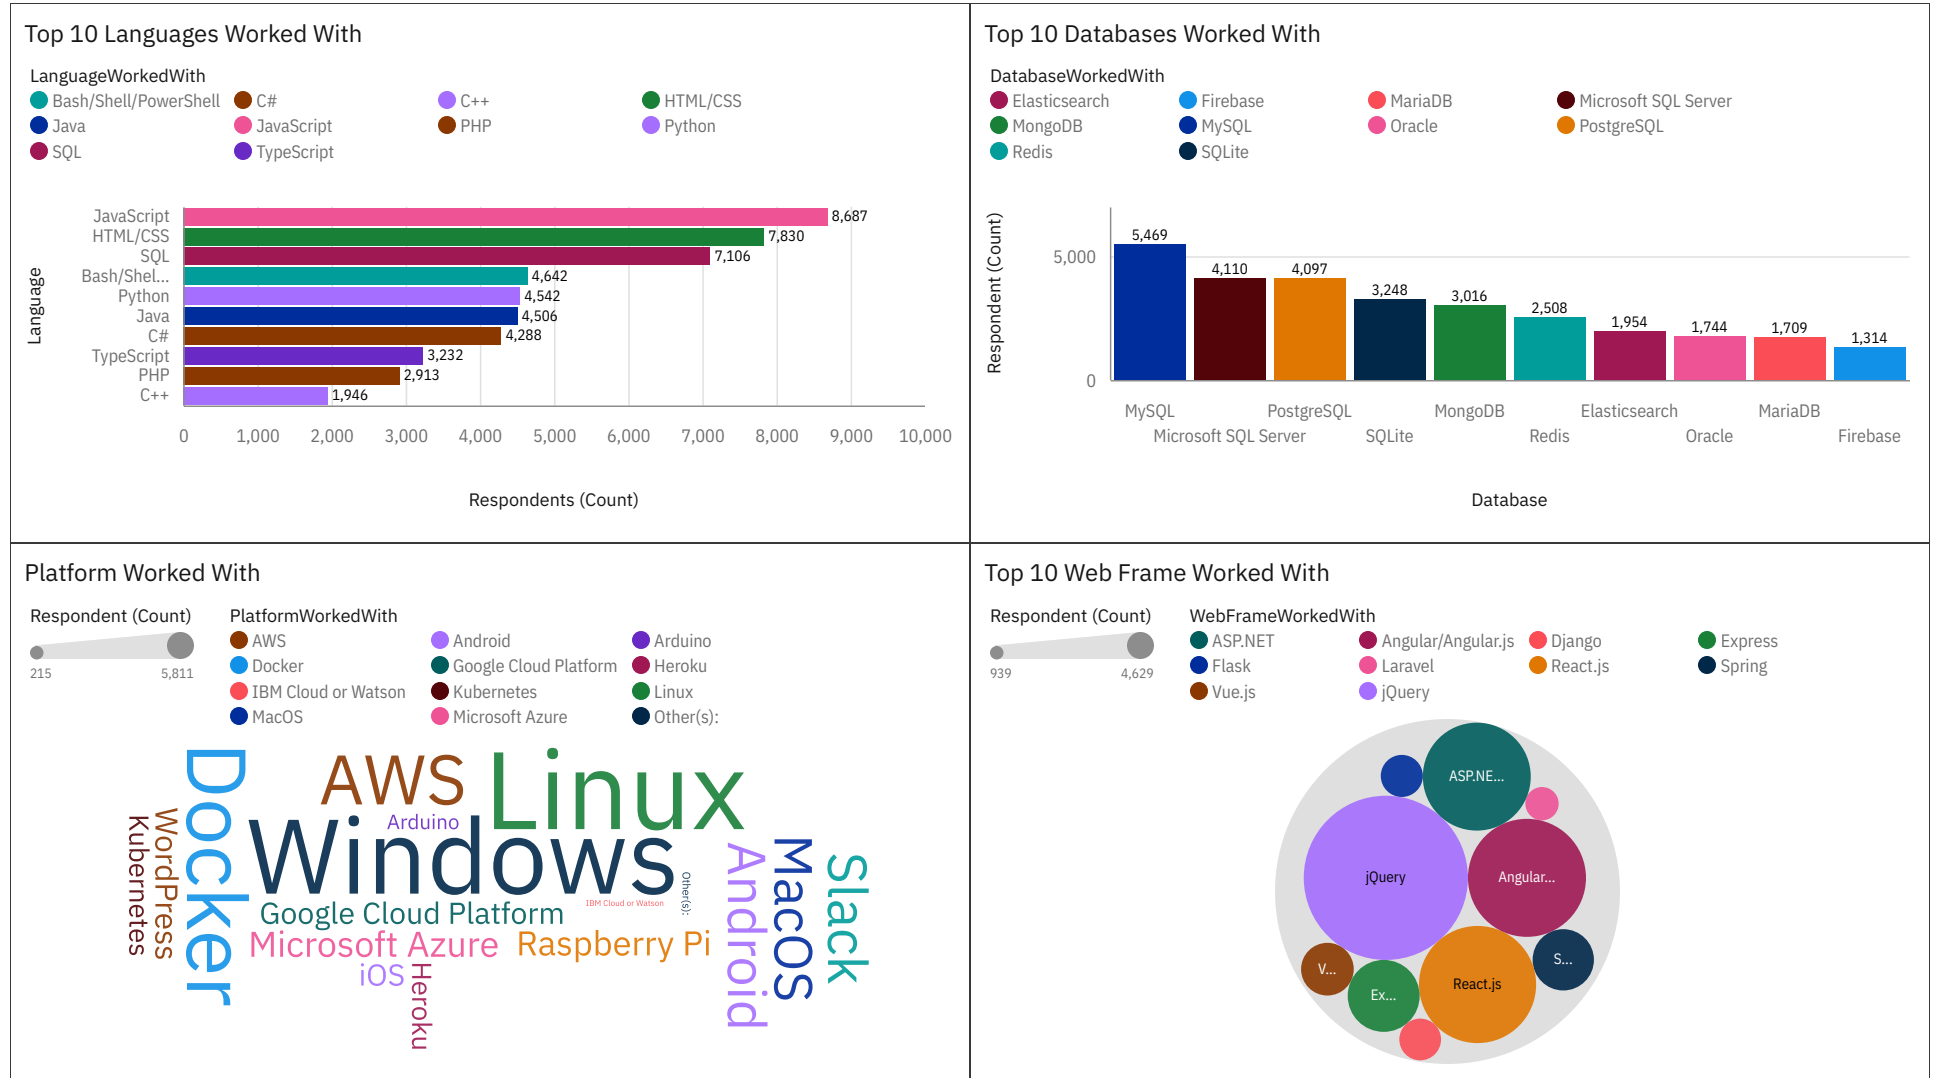 Top 10 Languages Worked With
LanguageWorkedWith
Bash/Shell/PowerShell C# C++ HTML/CSS
Java JavaScript PHP Python
SQL TypeScript
Language
JavaScript 8,687
HTML/CSS 7,830
SQL 7,106
Bash/Shel... 4,642
Python 4,542
Java 4,506
C# 4,288
TypeScript 3,232
PHP 2,913
C++ 1,946
0 1,000 2,000 3,000 4,000 5,000 6,000 7,000 8,000 9,000 10,000
Respondents (Count)
Top 10 Databases Worked With
DatabaseWorkedWith
Elasticsearch Firebase MariaDB Microsoft SQL Server
MongoDB MySQL Oracle PostgreSQL
Redis SQLite
Respondent (Count)
5,000
0
5,469 4,110 4,097 3,248 3,016 2,508 1,954 1,744 1,709 1,314
MySQL PostgreSQL MongoDB Elasticsearch MariaDB
Microsoft SQL Server SQLite Redis Oracle Firebase
Database
Platform Worked With
Respondent (Count)
215 5,811
PlatformWorkedWith
AWS Android Arduino
Docker Google Cloud Platform Heroku
IBM Cloud or Watson Kubernetes Linux
MacOS Microsoft Azure Other(s):
Docker
AWS
Linux
Arduino
WordPress
Kubernetes
Windows
Other(s):
IBM Cloud or Watson
Android
MacOS
Slack
Google Cloud Platform
Microsoft Azure
Raspberry Pi
iOS
Heroku
Top 10 Web Frame Worked With
Respondent (Count)
939 4,629
WebFrameWorkedWith
ASP.NET Angular/Angular.js Django Express
Flask Laravel React.js Spring
Vue.js jQuery
ASP.NE...
jQuery
Angular...
V...
Ex...
React.js
S...